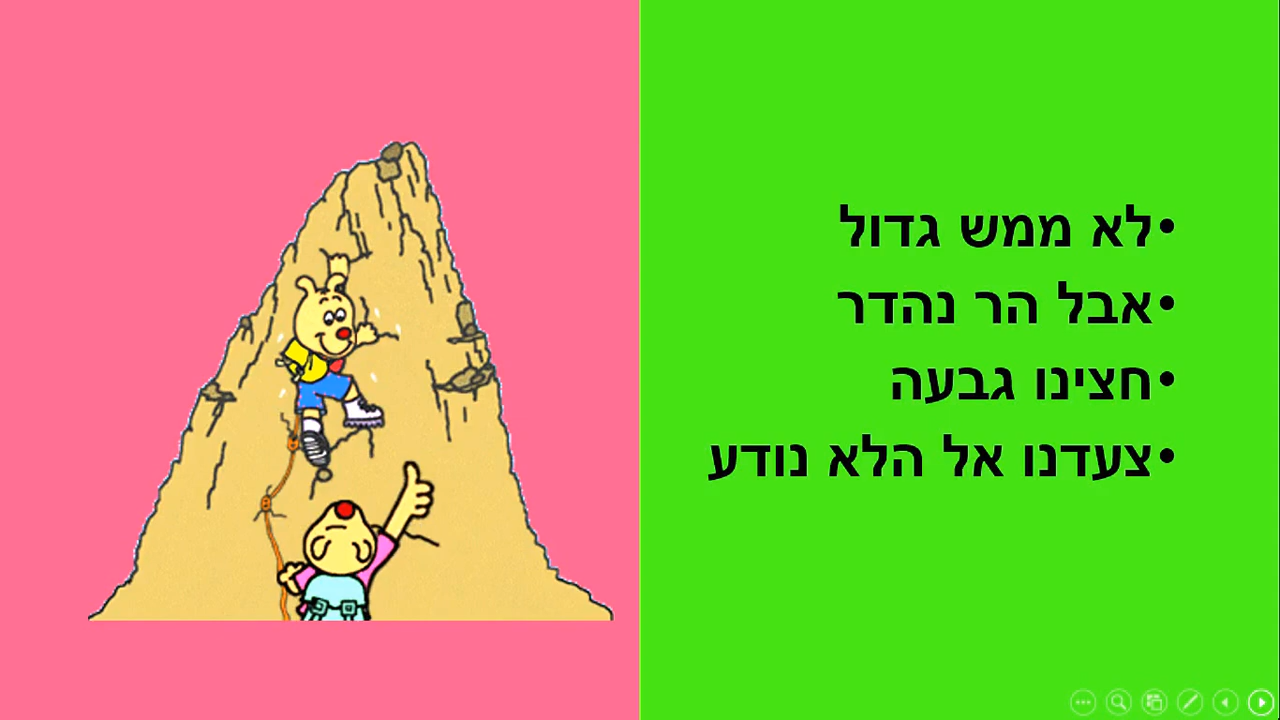 •לא ממש גדול
•אבל הר נהדר
•חצינו גבעה
•צעדנו אל הלא נודע